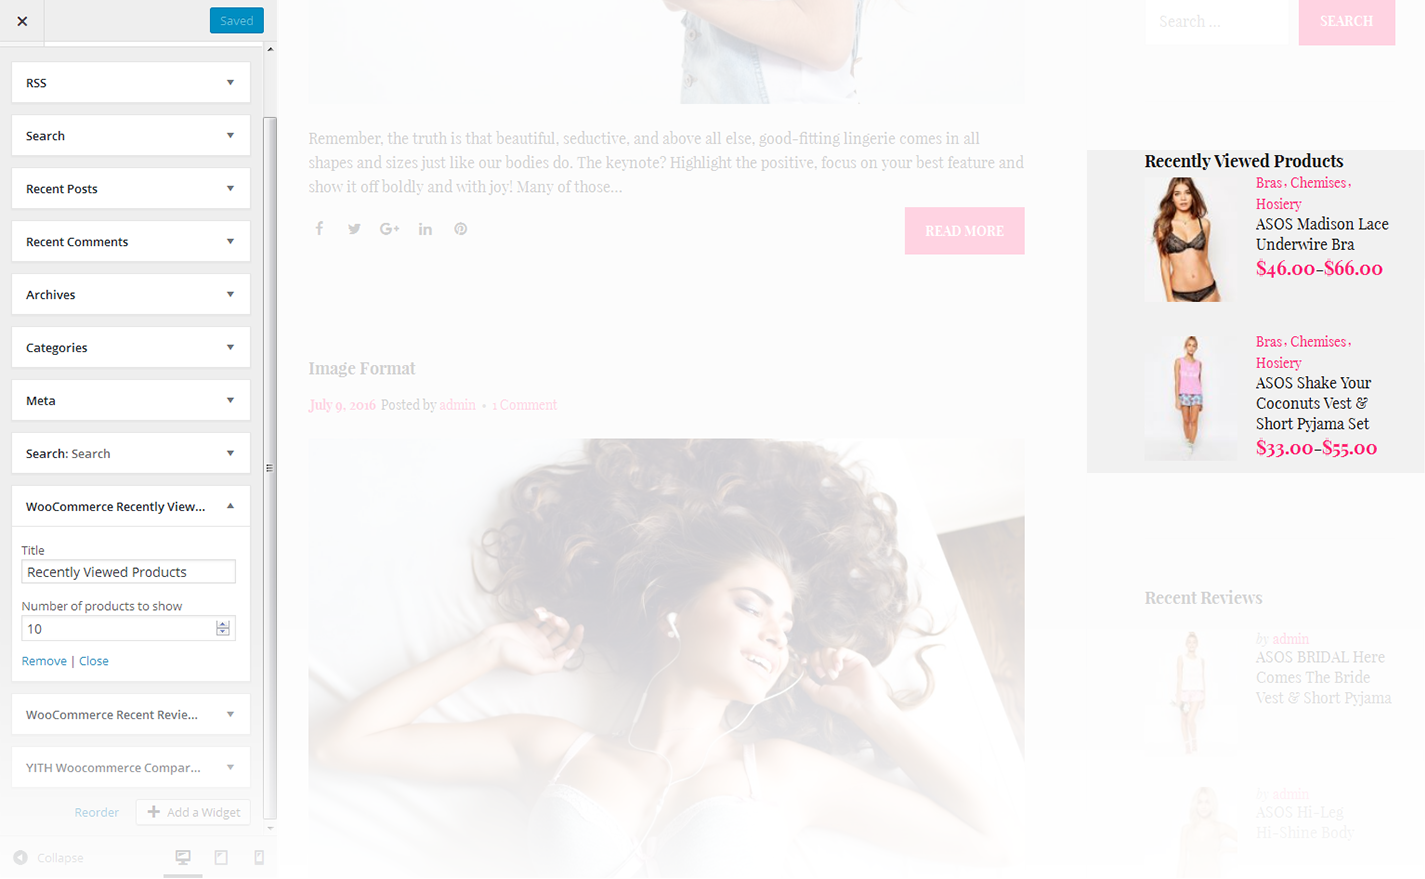 Saved
RSS
Search
Recent Posts
Recent Comments
Archives
Categories
Meta
Search: Search
WooCommerce Recently View...
Title
Recently Viewed Products
Number of products to show
10
Remove | Close
WooCommerce Recent Revie...
YITH Woocommerce Compar...
Reorder
Add a Widget
Collapse
Remember, the truth is that beautiful, seductive, and above all else, good-fitting lingerie comes in all
shapes and sizes just like our bodies do. The keynote? Highlight the positive, focus on your best feature and
show it off boldly and with joy! Many of those...
READ MORE
Image Format
July 9, 2016 Posted by admin • 1 Comment
Search ...
SEARCH
Recently Viewed Products
Bras, Chemises,
Hosiery
ASOS Madison Lace
Underwire Bra
$46.00–$66.00
Bras, Chemises,
Hosiery
ASOS Shake Your
Coconuts Vest &
Short Pyjama Set
$33.00–$55.00
Recent Reviews
by admin
ASOS BRIDAL Here
Comes The Bride
Vest & Short Pyjama
by admin
ASOS Hi-Leg
Hi-Shine Body